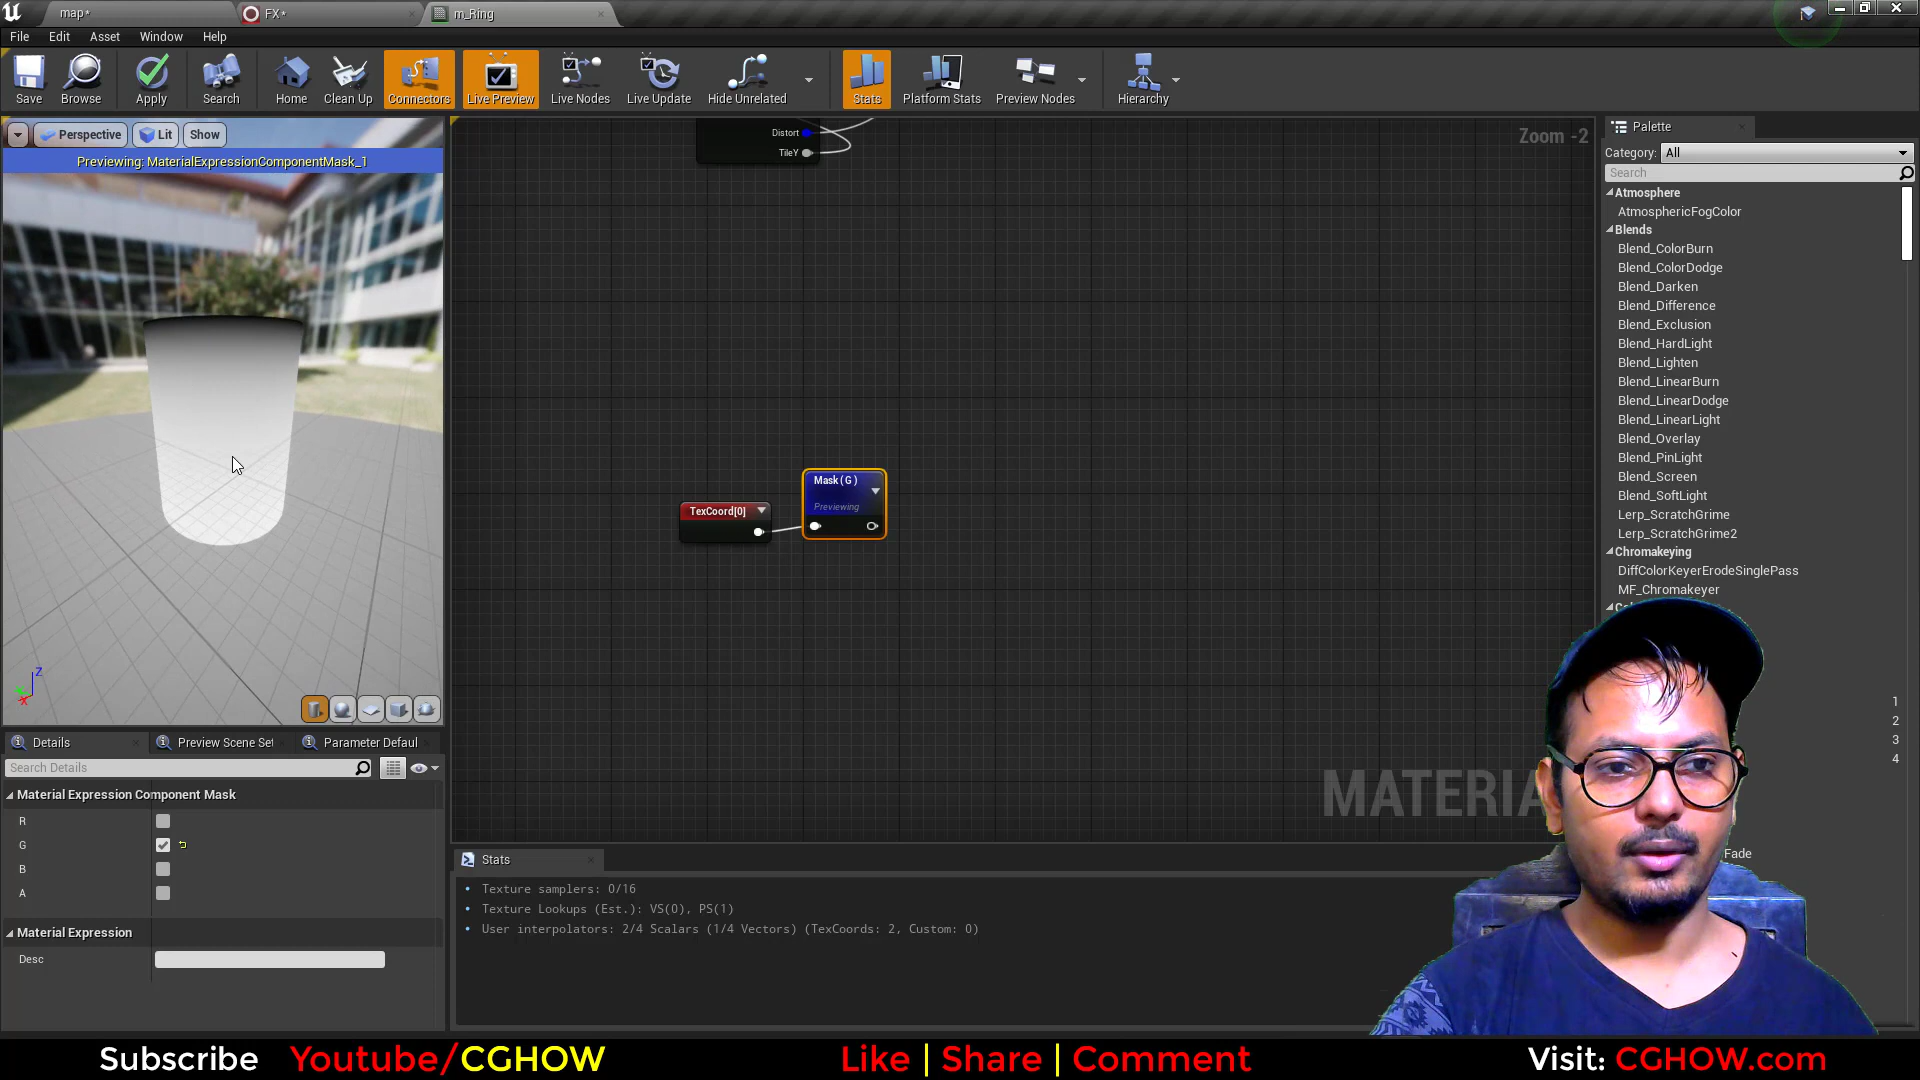 map*
FX*
m_Ring
File Edit Asset Window Help
Save Browse Apply Search Home Clean Up Connectors Live Preview Live Nodes Live Update Hide Unrelated Stats Platform Stats Preview Nodes Hierarchy
Perspective Lit Show
Previewing: MaterialExpressionComponentMask_1
Distort
TileY
Zoom -2
Mask ( G )
Previewing
TexCoord[0]
MATERIA
Z
X
Palette
Category: All
Search
Atmosphere
AtmosphericFogColor
Blends
Blend_ColorBurn
Blend_ColorDodge
Blend_Darken
Blend_Difference
Blend_Exclusion
Blend_HardLight
Blend_Lighten
Blend_LinearBurn
Blend_LinearDodge
Blend_LinearLight
Blend_Overlay
Blend_PinLight
Blend_Screen
Blend_SoftLight
Lerp_ScratchGrime
Lerp_ScratchGrime2
Chromakeying
DiffColorKeyerErodeSinglePass
MF_Chromakeyer
1
2
3
4
Fade
Details Preview Scene Set Parameter Defaul
Search Details
Material Expression Component Mask
R
G
B
A
Material Expression
Desc
Stats
Texture samplers: 0/16
Texture Lookups (Est.): VS(0), PS(1)
User interpolators: 2/4 Scalars (1/4 Vectors) (TexCoords: 2, Custom: 0)
Subscribe Youtube/CGHOW Like | Share | Comment Visit: CGHOW.com